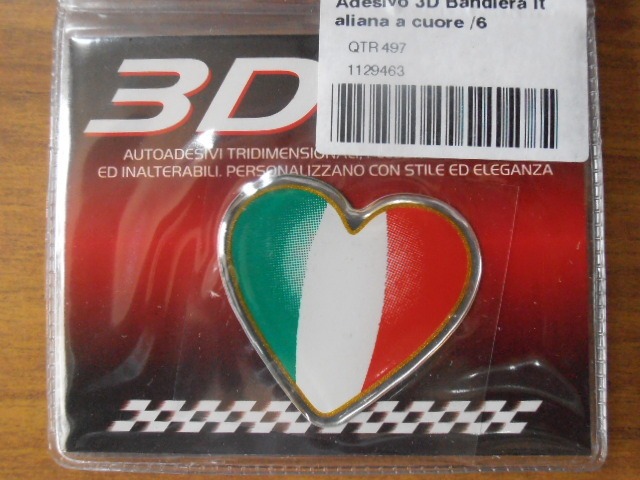 Adesivo 3D Bandiera It
aliana a cuore /6
QTR 497
1129463
3D
AUTOADESIVI TRIDIMENSIONALI,
ED INALTERABILI. PERSONALIZZANO CON STILE ED ELEGANZA